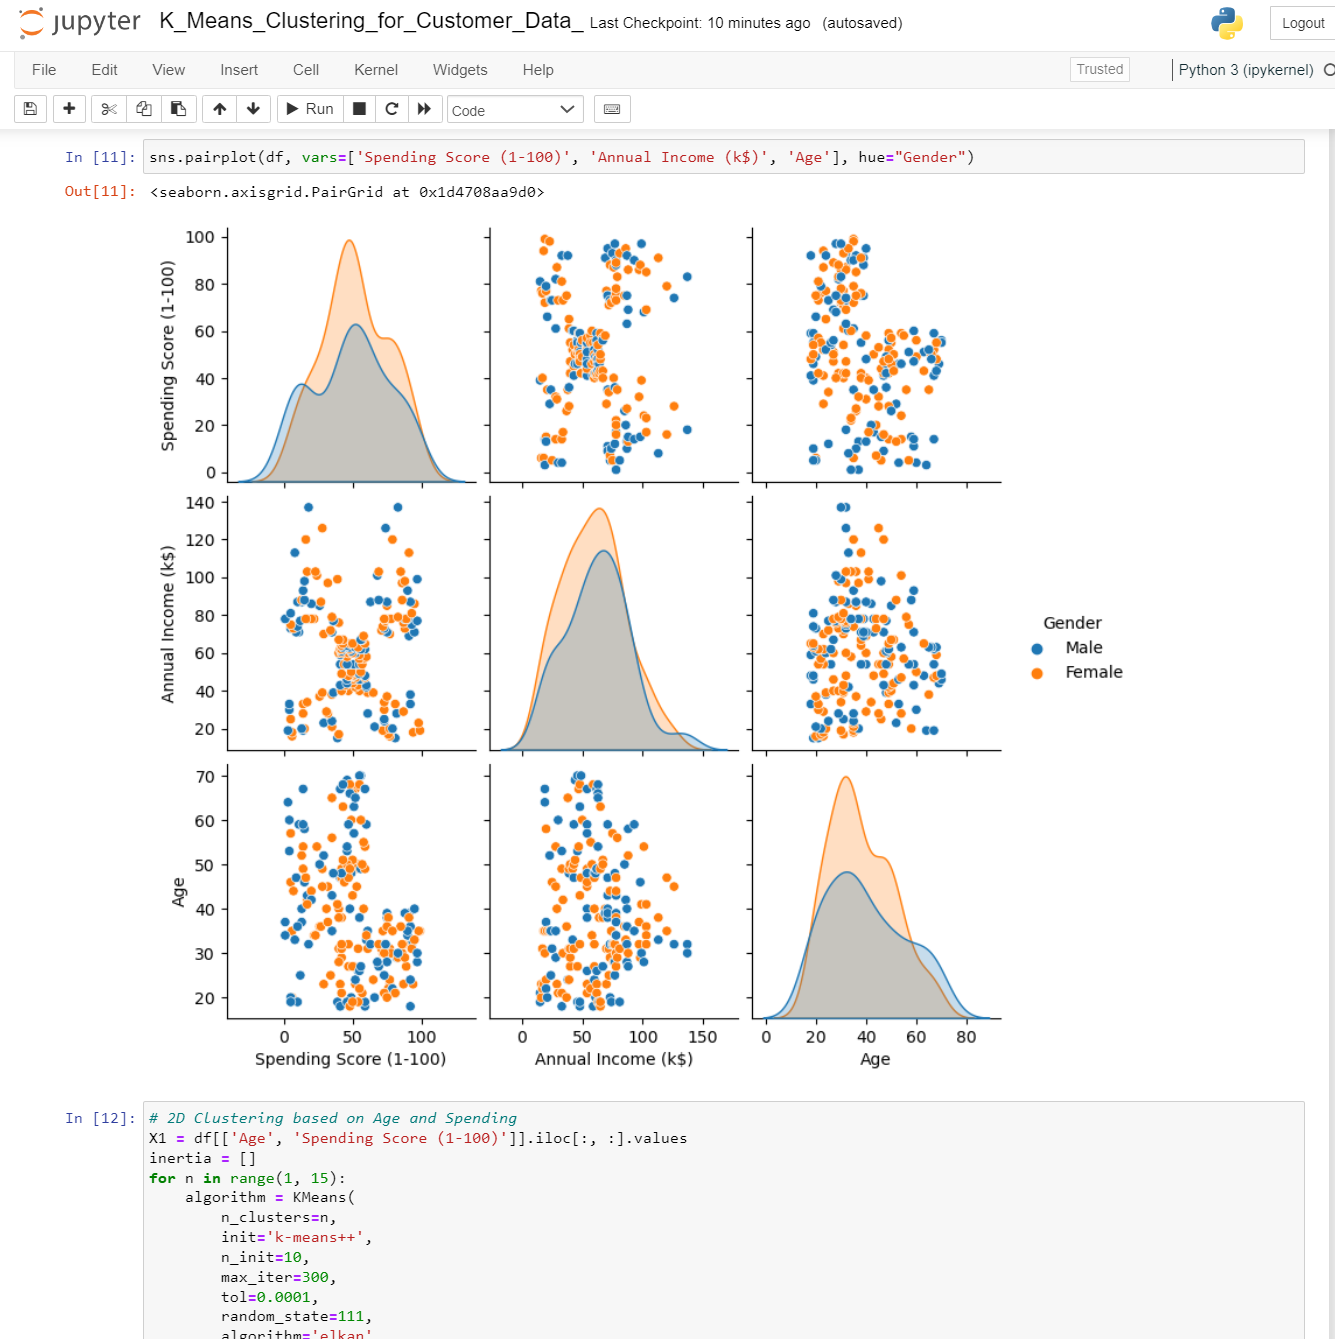 jupyter K_Means_Clustering_for_Customer_Data_ Last Checkpoint: 10 minutes ago (autosaved) Logout
File Edit View Insert Cell Kernel Widgets Help Trusted Python 3 (ipykernel)
Run Code
In [11]: sns.pairplot(df, vars=['Spending Score (1-100)', 'Annual Income (k$)', 'Age'], hue="Gender")
Out[11]: <seaborn.axisgrid.PairGrid at 0x1d4708aa9d0>
Spending Score (1-100)
100
80
60
40
20
0
Annual Income (k$)
140
120
100
80
60
40
20
Gender
Male
Female
Age
70
60
50
40
30
20
0 50 100 0 50 100 150 0 20 40 60 80
Spending Score (1-100) Annual Income (k$) Age
In [12]: # 2D Clustering based on Age and Spending
X1 = df[['Age', 'Spending Score (1-100)']].iloc[:, :].values
inertia = []
for n in range(1, 15):
algorithm = KMeans(
n_clusters=n,
init='k-means++',
n_init=10,
max_iter=300,
tol=0.0001,
random_state=111,
algorithm='elkan'